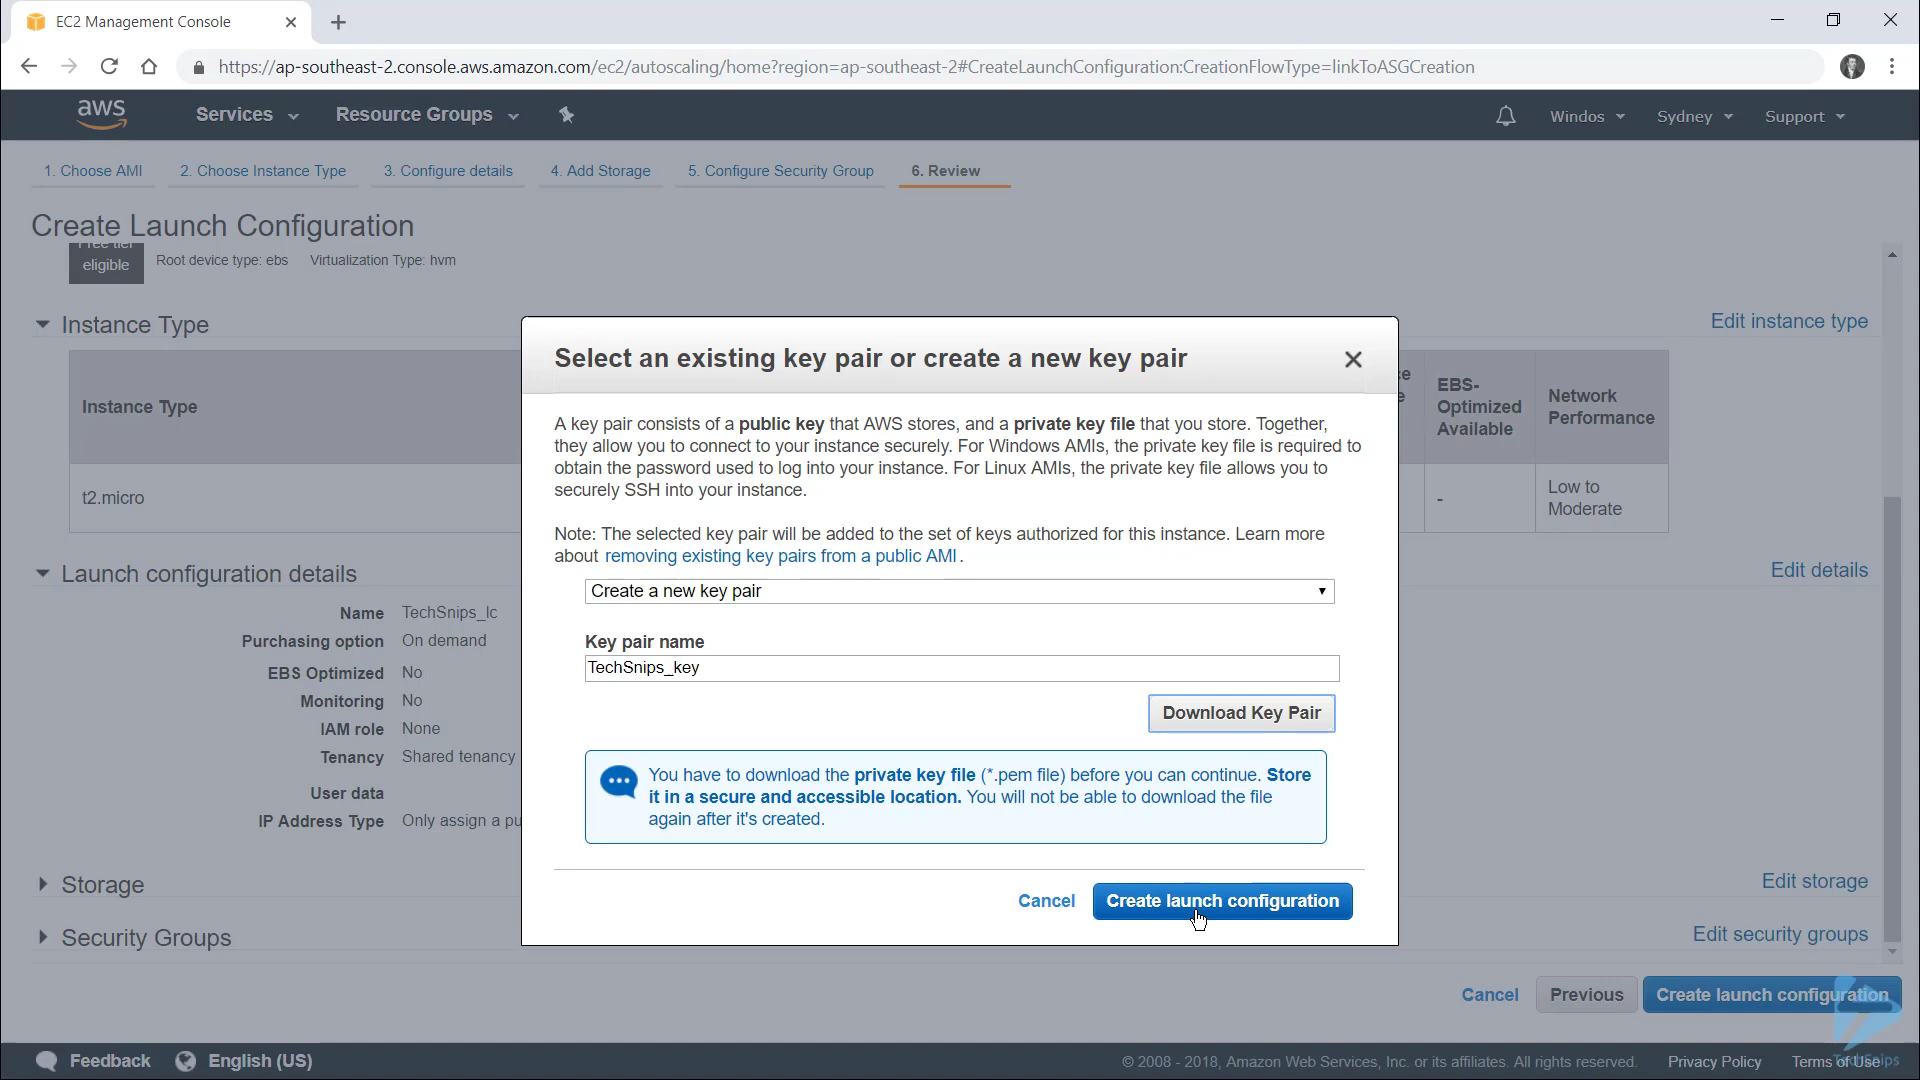 EC2 Management Console
https://ap-southeast-2.console.aws.amazon.com/ec2/autoscaling/home?region=ap-southeast-2#CreateLaunchConfiguration:CreationFlowType=linkToASGCreation
aws Services Resource Groups Windos Sydney Support
1. Choose AMI 2. Choose Instance Type 3. Configure details 4. Add Storage 5. Configure Security Group 6. Review
Create Launch Configuration
Free tier
eligible
Root device type: ebs Virtualization Type: hvm
Instance Type
Edit instance type
Select an existing key pair or create a new key pair
Instance Type
EBS-
Optimized
Available
Network
Performance
t2.micro
-
Low to
Moderate
A key pair consists of a public key that AWS stores, and a private key file that you store. Together,
they allow you to connect to your instance securely. For Windows AMIs, the private key file is required to
obtain the password used to log into your instance. For Linux AMIs, the private key file allows you to
securely SSH into your instance.
Note: The selected key pair will be added to the set of keys authorized for this instance. Learn more
about removing existing key pairs from a public AMI.
Create a new key pair
Key pair name
TechSnips_key
Download Key Pair
You have to download the private key file (*.pem file) before you can continue. Store
it in a secure and accessible location. You will not be able to download the file
again after it's created.
Cancel Create launch configuration
Launch configuration details
Edit details
Name TechSnips_lc
Purchasing option On demand
EBS Optimized No
Monitoring No
IAM role None
Tenancy Shared tenancy
User data
IP Address Type Only assign a pu
Storage
Edit storage
Security Groups
Edit security groups
Cancel Previous Create launch configuration
Feedback English (US)
© 2008 - 2018, Amazon Web Services, Inc. or its affiliates. All rights reserved. Privacy Policy Terms of Use
TechSnips